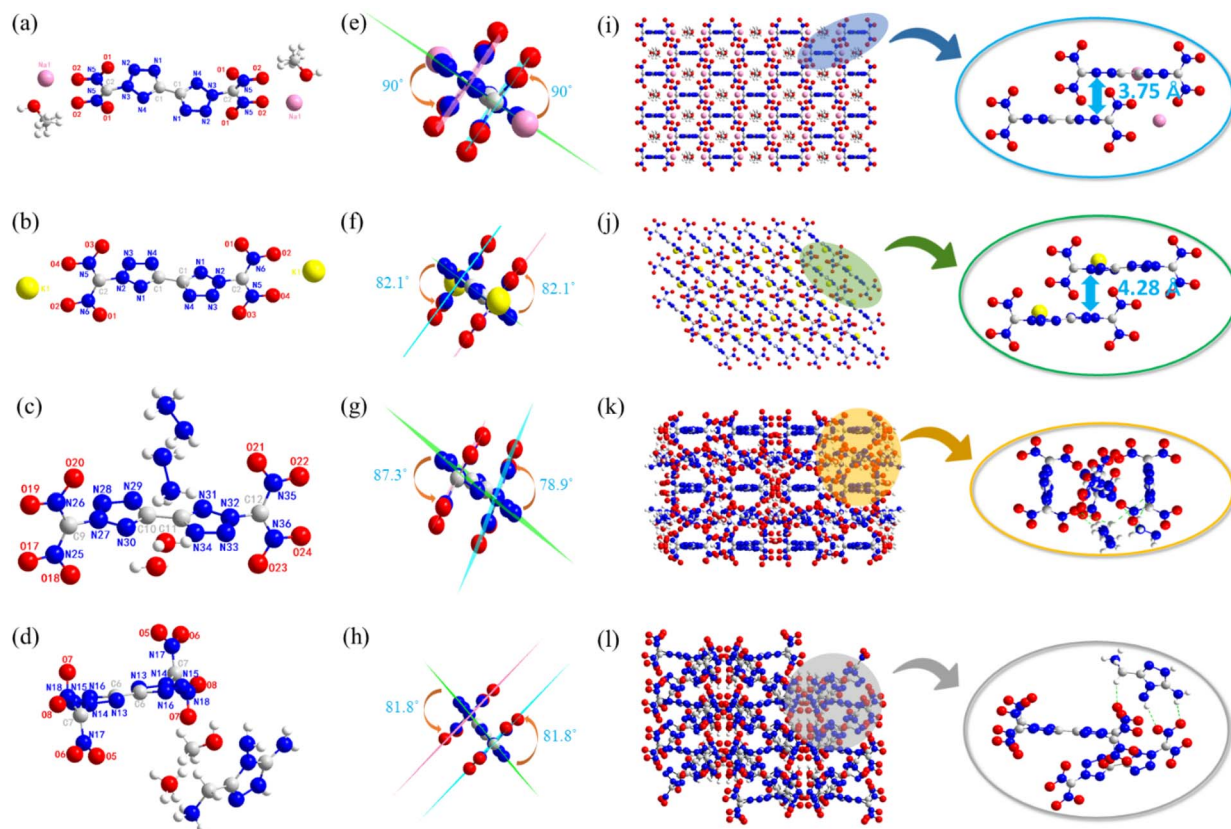 (a)
O1
N2 N1
C1
N4
O1
O2
N5
N3
N5
O2
Na1
C2
N3
C2
Na1
O2
N5
N4
C1
N1
N2
N5
O2
O1
O1
(e)
90°
90°
(i)
3.75 Å
(b)
O3
N3 N4
O1
O2
O4
N5
C1
N1
N2
N6
K1
C2
N2
N1
C1
C2
O2
N6
N4 N3
N5
O4
O1
O3
(f)
82.1°
82.1°
(j)
4.28 Å
(c)
O21
O20
O22
O19
N26
N28
N29
N31
N32
C12
N35
C9
N27
N30
C10
C11
N34
N33
N36
O17
N25
O24
O18
O23
(g)
87.3°
78.9°
(k)
(d)
O5
O6
N17
C7
O7
N18
N15
N16
C6
N13
N14
N15
O8
O8
C7
N14
N13
C6
N16
N18
O7
N17
O6
O5
(h)
81.8°
81.8°
(l)